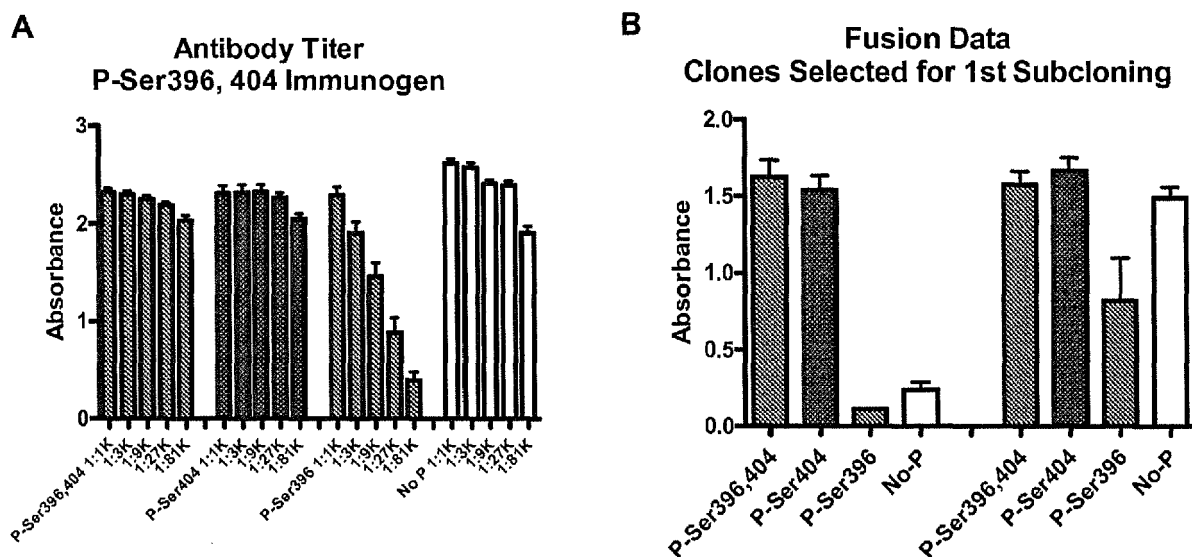 A
Antibody Titer
P-Ser396, 404 Immunogen
Absorbance
3
2
1
0
P-Ser396,404 1:1K
1:3K
1:9K
1:27K
1:81K
P-Ser404 1:1K
1:3K
1:9K
1:27K
1:81K
P-Ser396 1:1K
1:3K
1:9K
1:27K
1:81K
No P 1:1K
1:3K
1:9K
1:27K
1:81K
B
Fusion Data
Clones Selected for 1st Subcloning
Absorbance
2.0
1.5
1.0
0.5
0.0
P-Ser396,404
P-Ser404
P-Ser396
No-P
P-Ser396,404
P-Ser404
P-Ser396
No-P